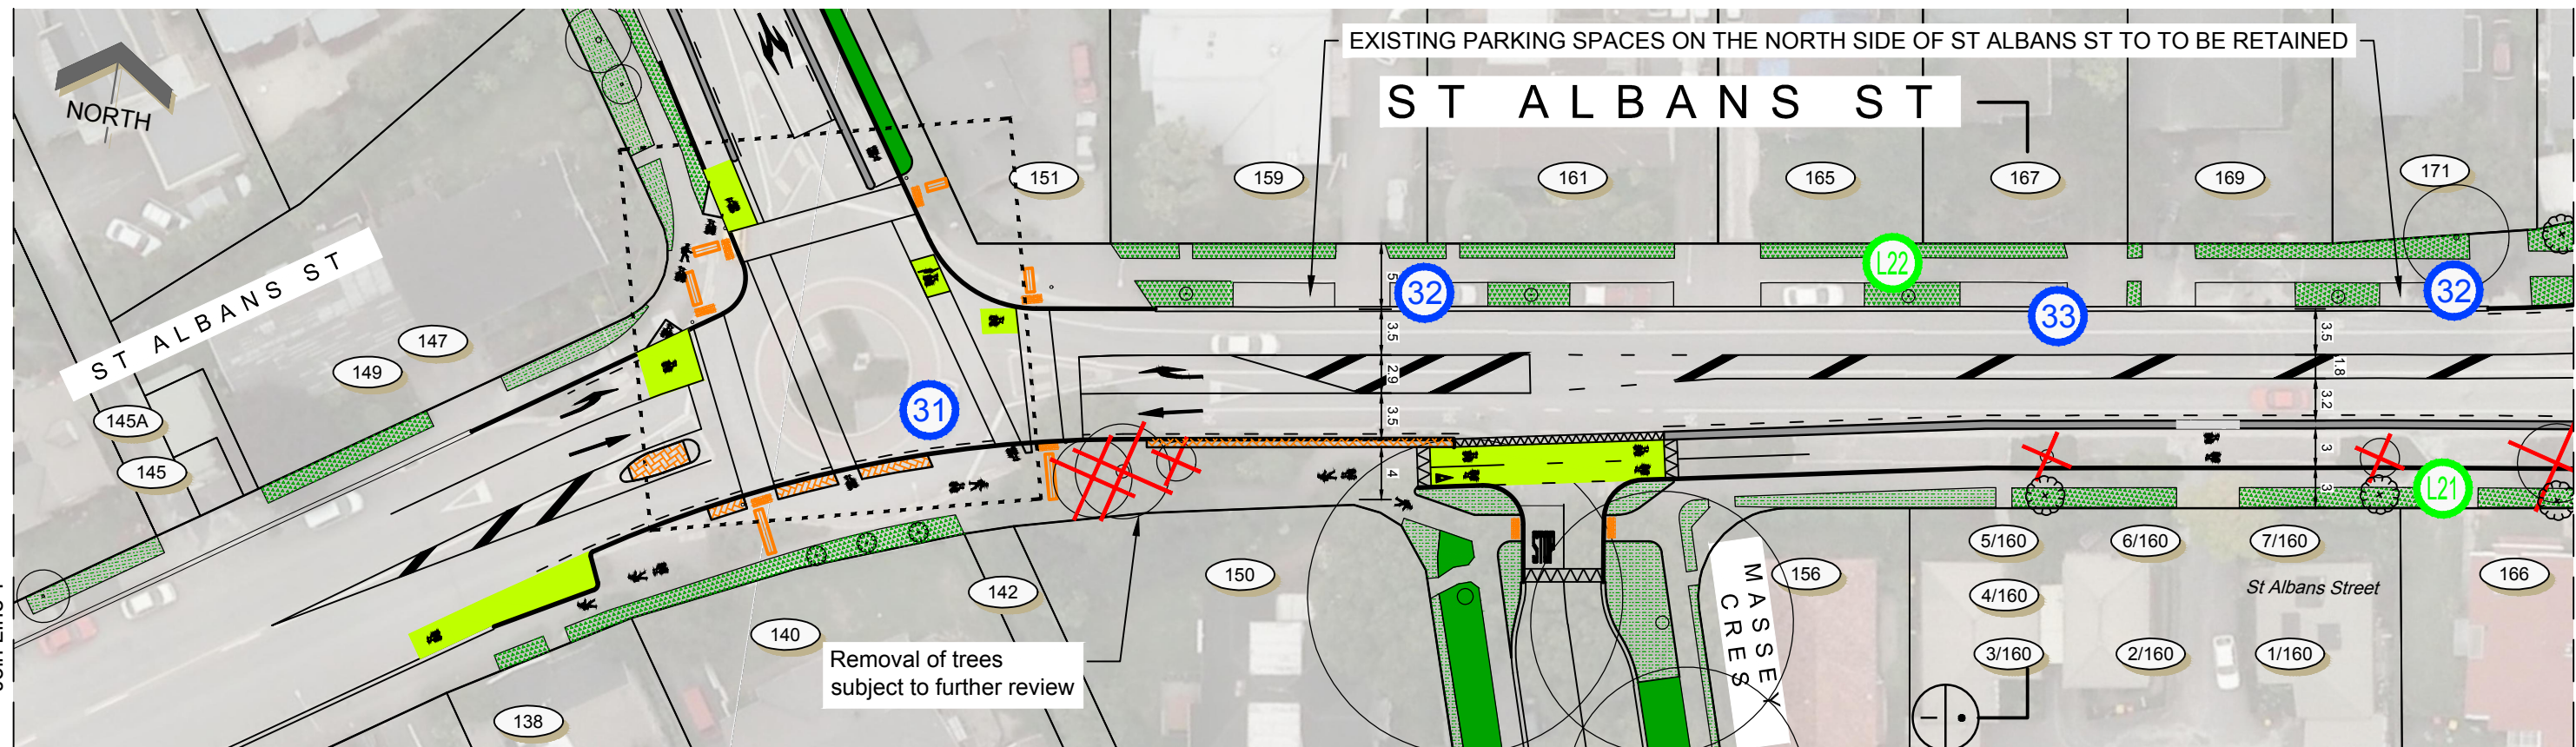 EXISTING PARKING SPACES ON THE NORTH SIDE OF ST ALBANS ST TO TO BE RETAINED
ST ALBANS ST
NORTH
151
159
161
165
167
169
171
ST ALBANS ST
L22
32
33
32
5
3.5
2.9
3.5
4
3.5
1.8
3.2
3
3
147
149
145A
145
31
L21
STOP
MASSEY
CRES
150
142
140
138
156
Removal of trees
subject to further review
5/160
6/160
7/160
4/160
St Albans Street
166
3/160
2/160
1/160